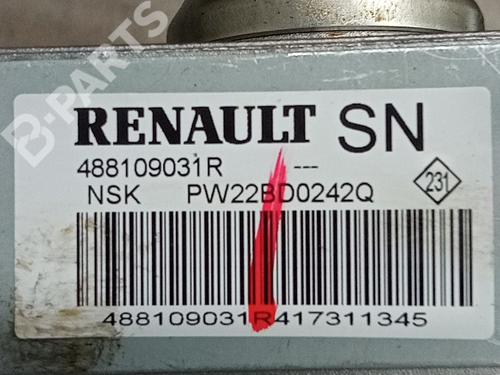 B-PARTS
RENAULT SN
488109031R ---
NSK PW22BD0242Q
231
488109031R417311345